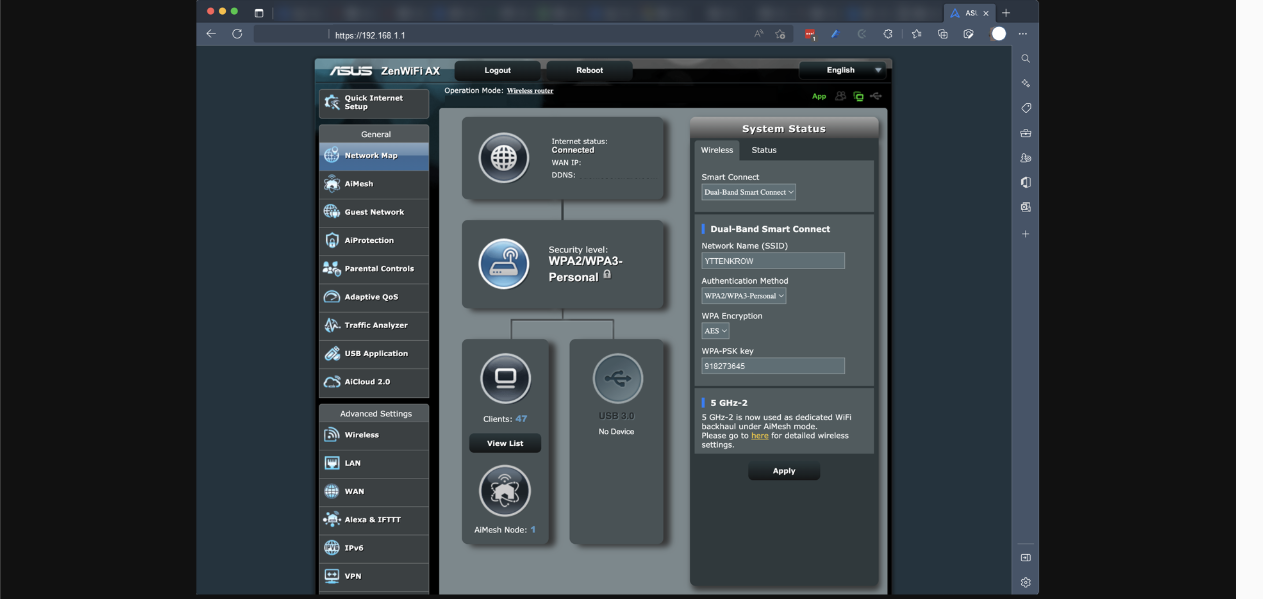 ASU
https://192.168.1.1
1
ASUS ZenWiFi AX
Logout
Reboot
English
Operation Mode: Wireless router
App
Quick Internet
Setup
General
Network Map
AiMesh
Guest Network
AiProtection
Parental Controls
Adaptive QoS
Traffic Analyzer
USB Application
AiCloud 2.0
Advanced Settings
Wireless
LAN
WAN
Alexa & IFTTT
IPv6
VPN
Internet status:
Connected
WAN IP:
DDNS:
Security level:
WPA2/WPA3-
Personal
Clients: 47
View List
AiMesh Node: 1
USB 3.0
No Device
System Status
Wireless
Status
Smart Connect
Dual-Band Smart Connect
Dual-Band Smart Connect
Network Name (SSID)
YTTENKROW
Authentication Method
WPA2/WPA3-Personal
WPA Encryption
AES
WPA-PSK key
918273645
5 GHz-2
5 GHz-2 is now used as dedicated WiFi
backhaul under AiMesh mode.
Please go to here for detailed wireless
settings.
Apply